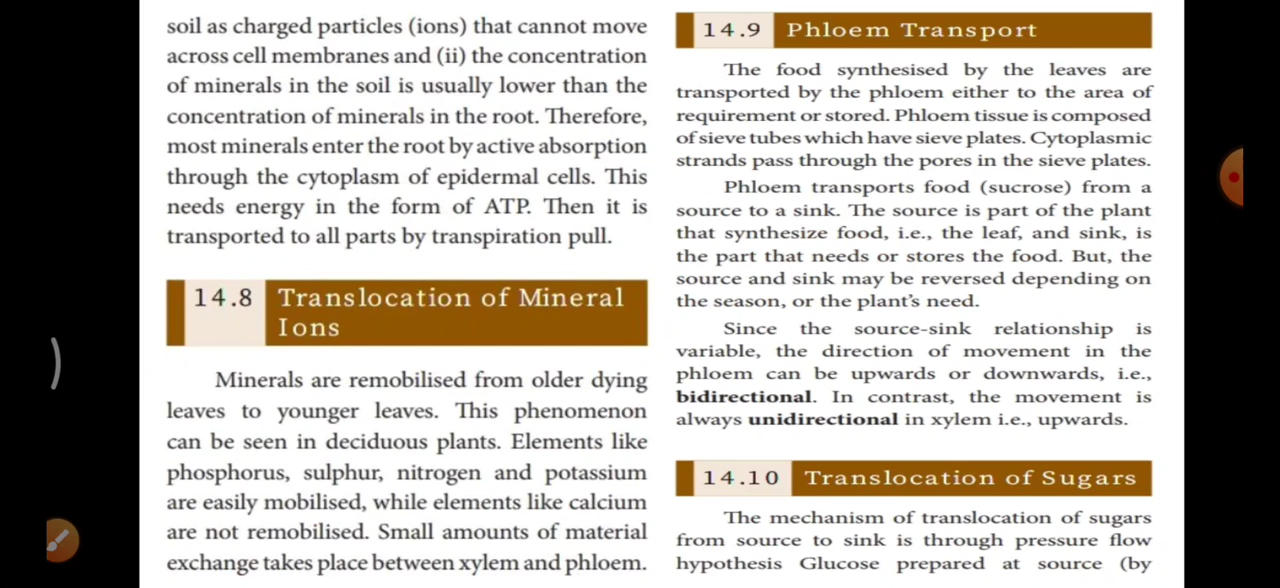 soil as charged particles (ions) that cannot move
across cell membranes and (ii) the concentration
of minerals in the soil is usually lower than the
concentration of minerals in the root. Therefore,
most minerals enter the root by active absorption
through the cytoplasm of epidermal cells. This
needs energy in the form of ATP. Then it is
transported to all parts by transpiration pull.
14.8 Translocation of Mineral
Ions
Minerals are remobilised from older dying
leaves to younger leaves. This phenomenon
can be seen in deciduous plants. Elements like
phosphorus, sulphur, nitrogen and potassium
are easily mobilised, while elements like calcium
are not remobilised. Small amounts of material
exchange takes place between xylem and phloem.
14.9 Phloem Transport
The food synthesised by the leaves are
transported by the phloem either to the area of
requirement or stored. Phloem tissue is composed
of sieve tubes which have sieve plates. Cytoplasmic
strands pass through the pores in the sieve plates.
Phloem transports food (sucrose) from a
source to a sink. The source is part of the plant
that synthesize food, i.e., the leaf, and sink, is
the part that needs or stores the food. But, the
source and sink may be reversed depending on
the season, or the plant's need.
Since the source-sink relationship is
variable, the direction of movement in the
phloem can be upwards or downwards, i.e.,
bidirectional. In contrast, the movement is
always unidirectional in xylem i.e., upwards.
14.10 Translocation of Sugars
The mechanism of translocation of sugars
from source to sink is through pressure flow
hypothesis Glucose prepared at source (by